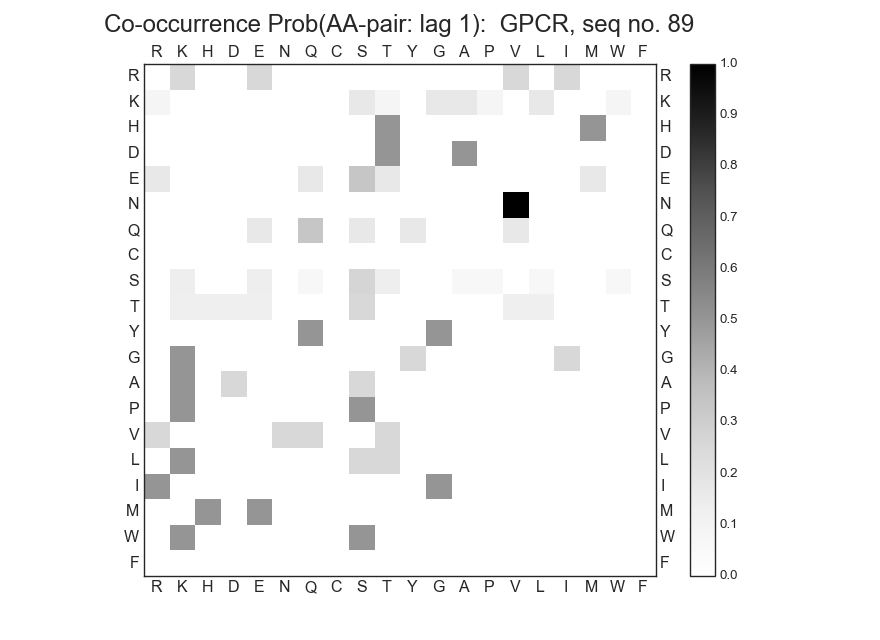 Co-occurrence Prob(AA-pair: lag 1):  GPCR, seq no. 89
R K H D E N Q C S T Y G A P V L I M W F
R R 1.0
K K 0.9
H H
D D 0.8
E E
N N 0.7
Q Q
C C 0.6
S S
T T 0.5
Y Y
G G 0.4
A A
P P 0.3
V V
L L 0.2
I I
M M 0.1
W W
F F 0.0
R K H D E N Q C S T Y G A P V L I M W F